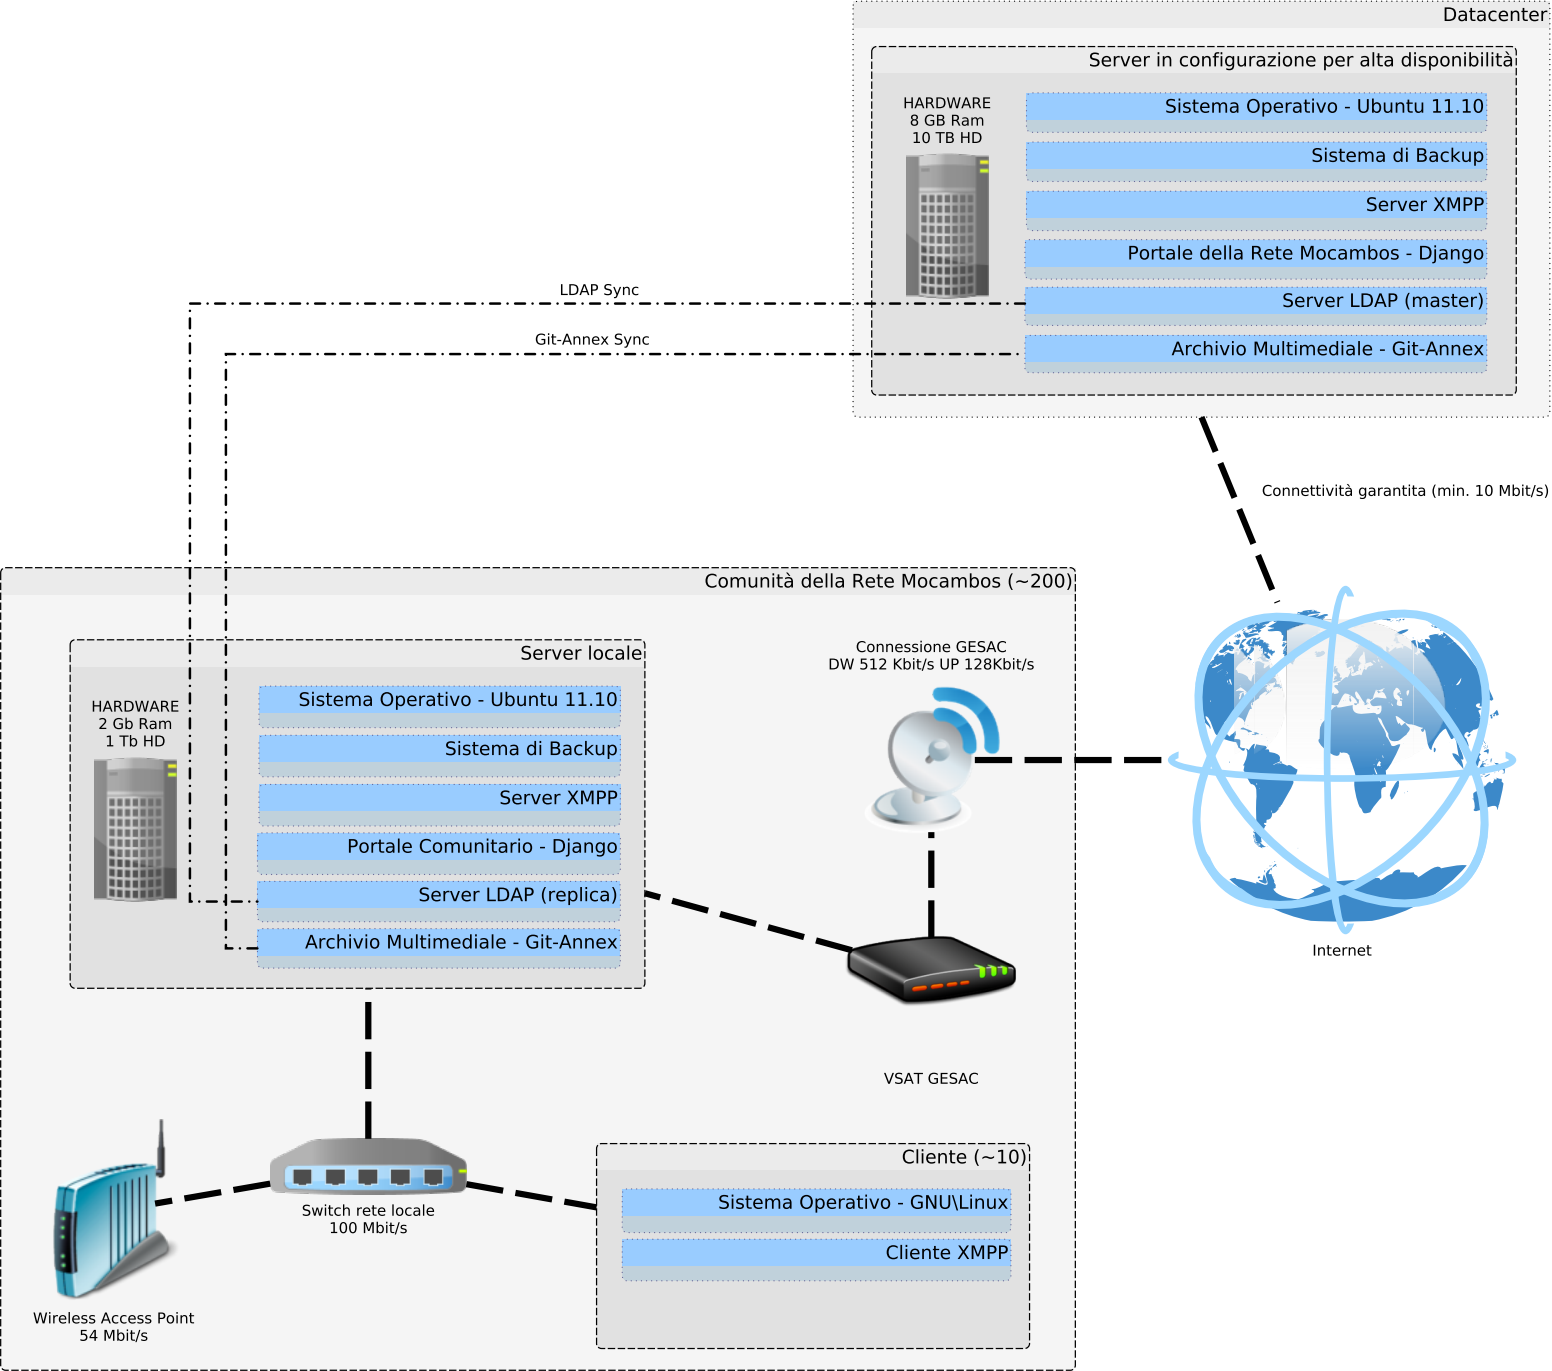 Datacenter
Server in configurazione per alta disponibilità
HARDWARE
8 GB Ram
10 TB HD
Sistema Operativo - Ubuntu 11.10
Sistema di Backup
Server XMPP
Portale della Rete Mocambos - Django
Server LDAP (master)
Archivio Multimediale - Git-Annex
LDAP Sync
Git-Annex Sync
Connettività garantita (min. 10 Mbit/s)
Comunità della Rete Mocambos (~200)
Server locale
HARDWARE
2 Gb Ram
1 Tb HD
Sistema Operativo - Ubuntu 11.10
Sistema di Backup
Server XMPP
Portale Comunitario - Django
Server LDAP (replica)
Archivio Multimediale - Git-Annex
Connessione GESAC
DW 512 Kbit/s UP 128Kbit/s
Internet
VSAT GESAC
Switch rete locale
100 Mbit/s
Wireless Access Point
54 Mbit/s
Cliente (~10)
Sistema Operativo - GNU\Linux
Cliente XMPP